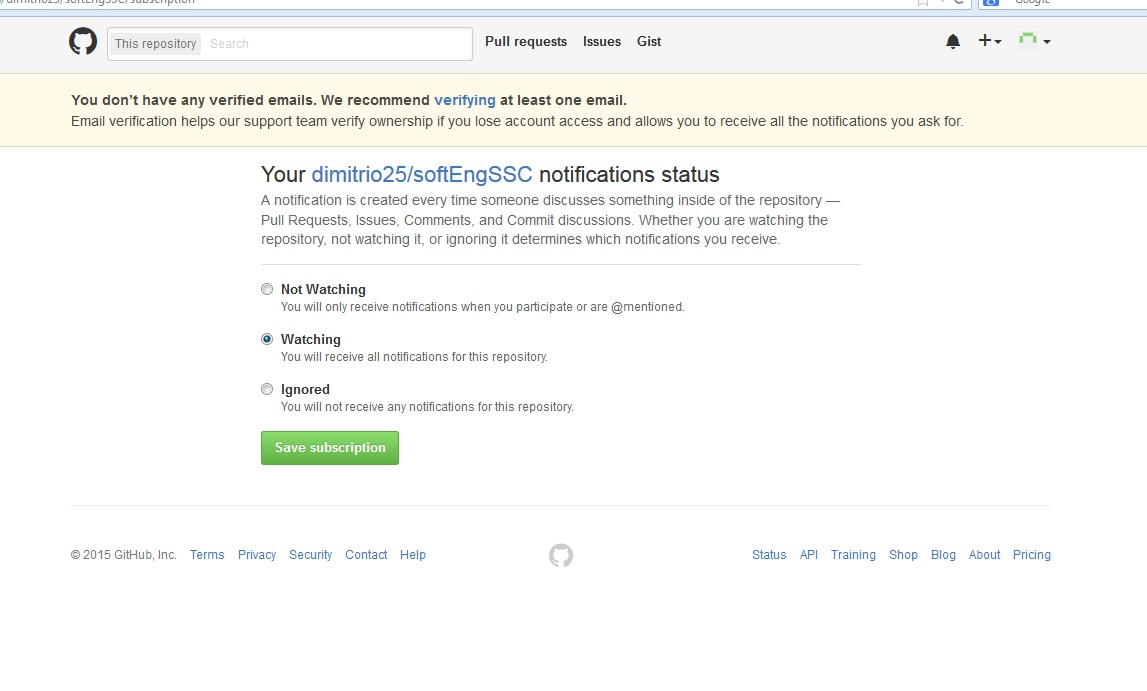 /dimitrio25/softEngSSC/subscription
Google
This repository Search Pull requests Issues Gist
You don’t have any verified emails. We recommend verifying at least one email.
Email verification helps our support team verify ownership if you lose account access and allows you to receive all the notifications you ask for.
Your dimitrio25/softEngSSC notifications status
A notification is created every time someone discusses something inside of the repository —
Pull Requests, Issues, Comments, and Commit discussions. Whether you are watching the
repository, not watching it, or ignoring it determines which notifications you receive.
Not Watching
You will only receive notifications when you participate or are @mentioned.
Watching
You will receive all notifications for this repository.
Ignored
You will not receive any notifications for this repository.
Save subscription
© 2015 GitHub, Inc. Terms Privacy Security Contact Help
Status API Training Shop Blog About Pricing